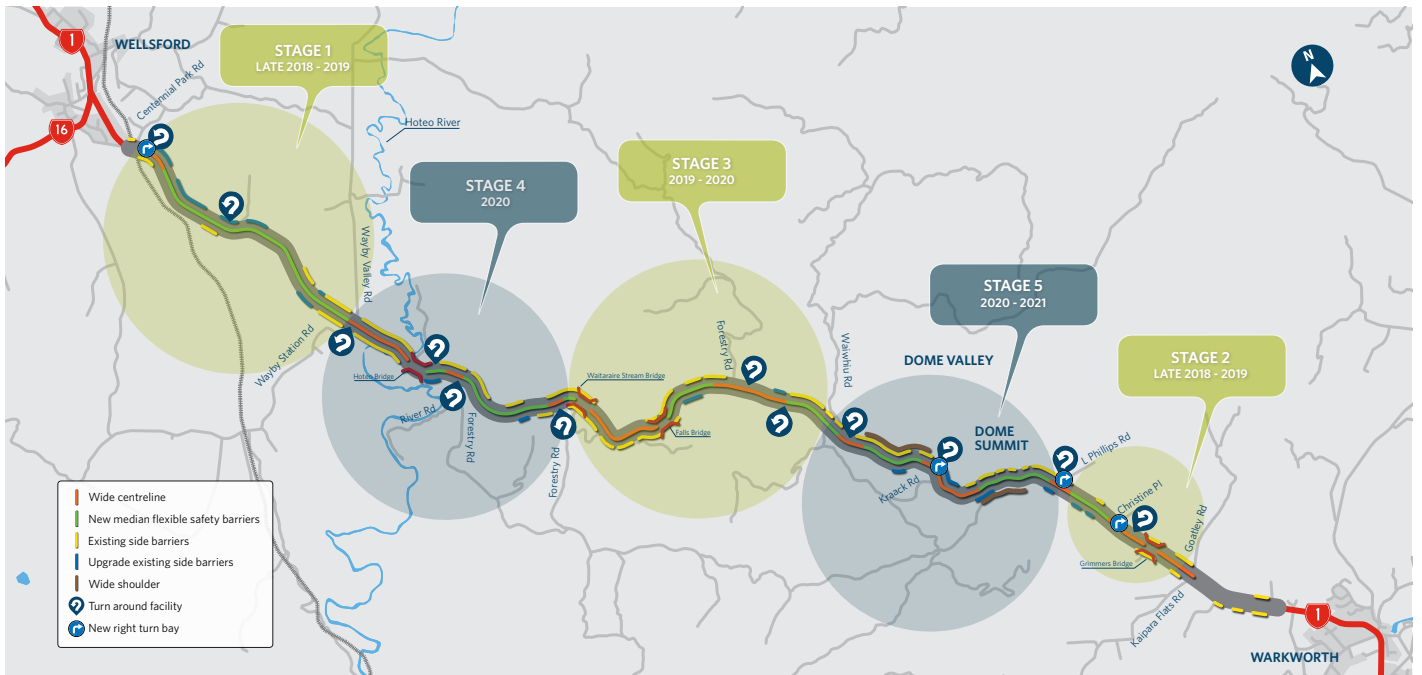 1
WELLSFORD
16
Centennial Park Rd
STAGE 1
LATE 2018 - 2019
Hoteo River
STAGE 4
2020
STAGE 3
2019 - 2020
N
STAGE 5
2020 - 2021
STAGE 2
LATE 2018 - 2019
Wayby Valley Rd
Wayby Station Rd
Hoteo Bridge
River Rd
Forestry Rd
Forestry Rd
Waitaraire Stream Bridge
Falls Bridge
Forestry Rd
Waiwhiu Rd
DOME VALLEY
DOME
SUMMIT
Kraack Rd
L Phillips Rd
Christine Pl
Goatley Rd
Grimmers Bridge
Kaipara Flats Rd
1
WARKWORTH
Wide centreline
New median flexible safety barriers
Existing side barriers
Upgrade existing side barriers
Wide shoulder
Turn around facility
New right turn bay